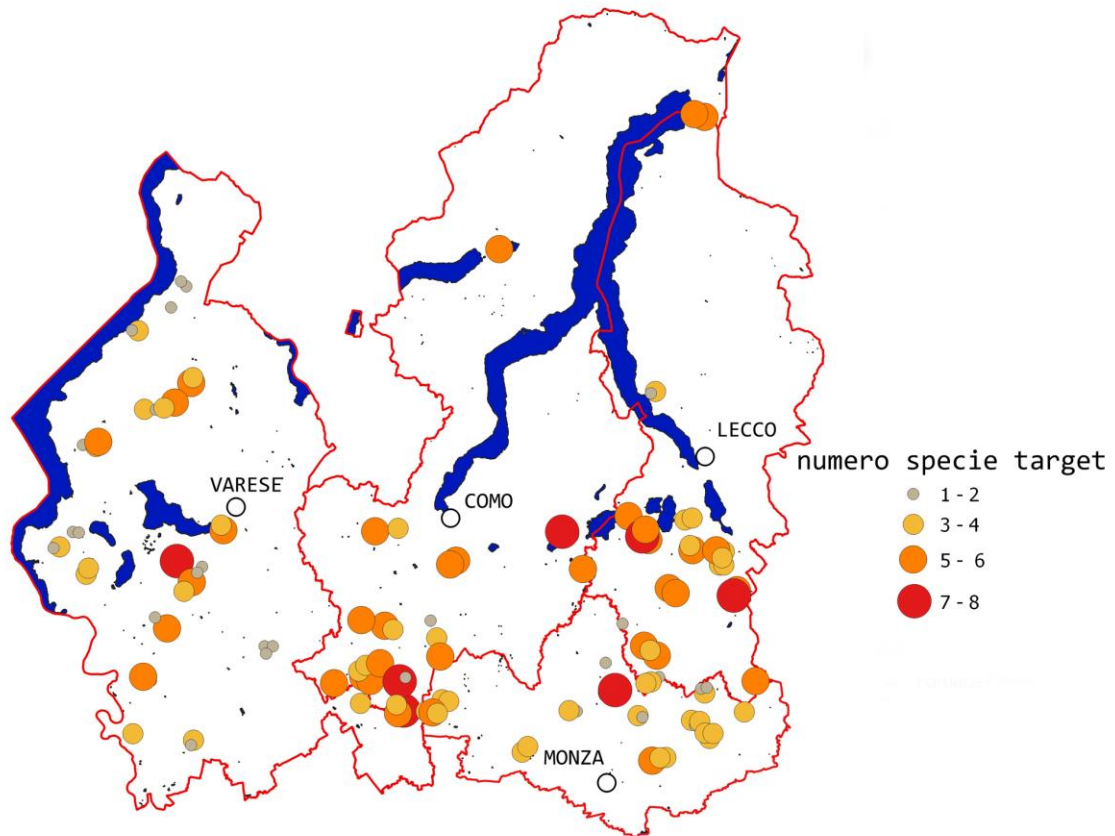 LECCO
numero specie target
VARESE
1 - 2
COMO
3 - 4
5 - 6
7 - 8
MONZA